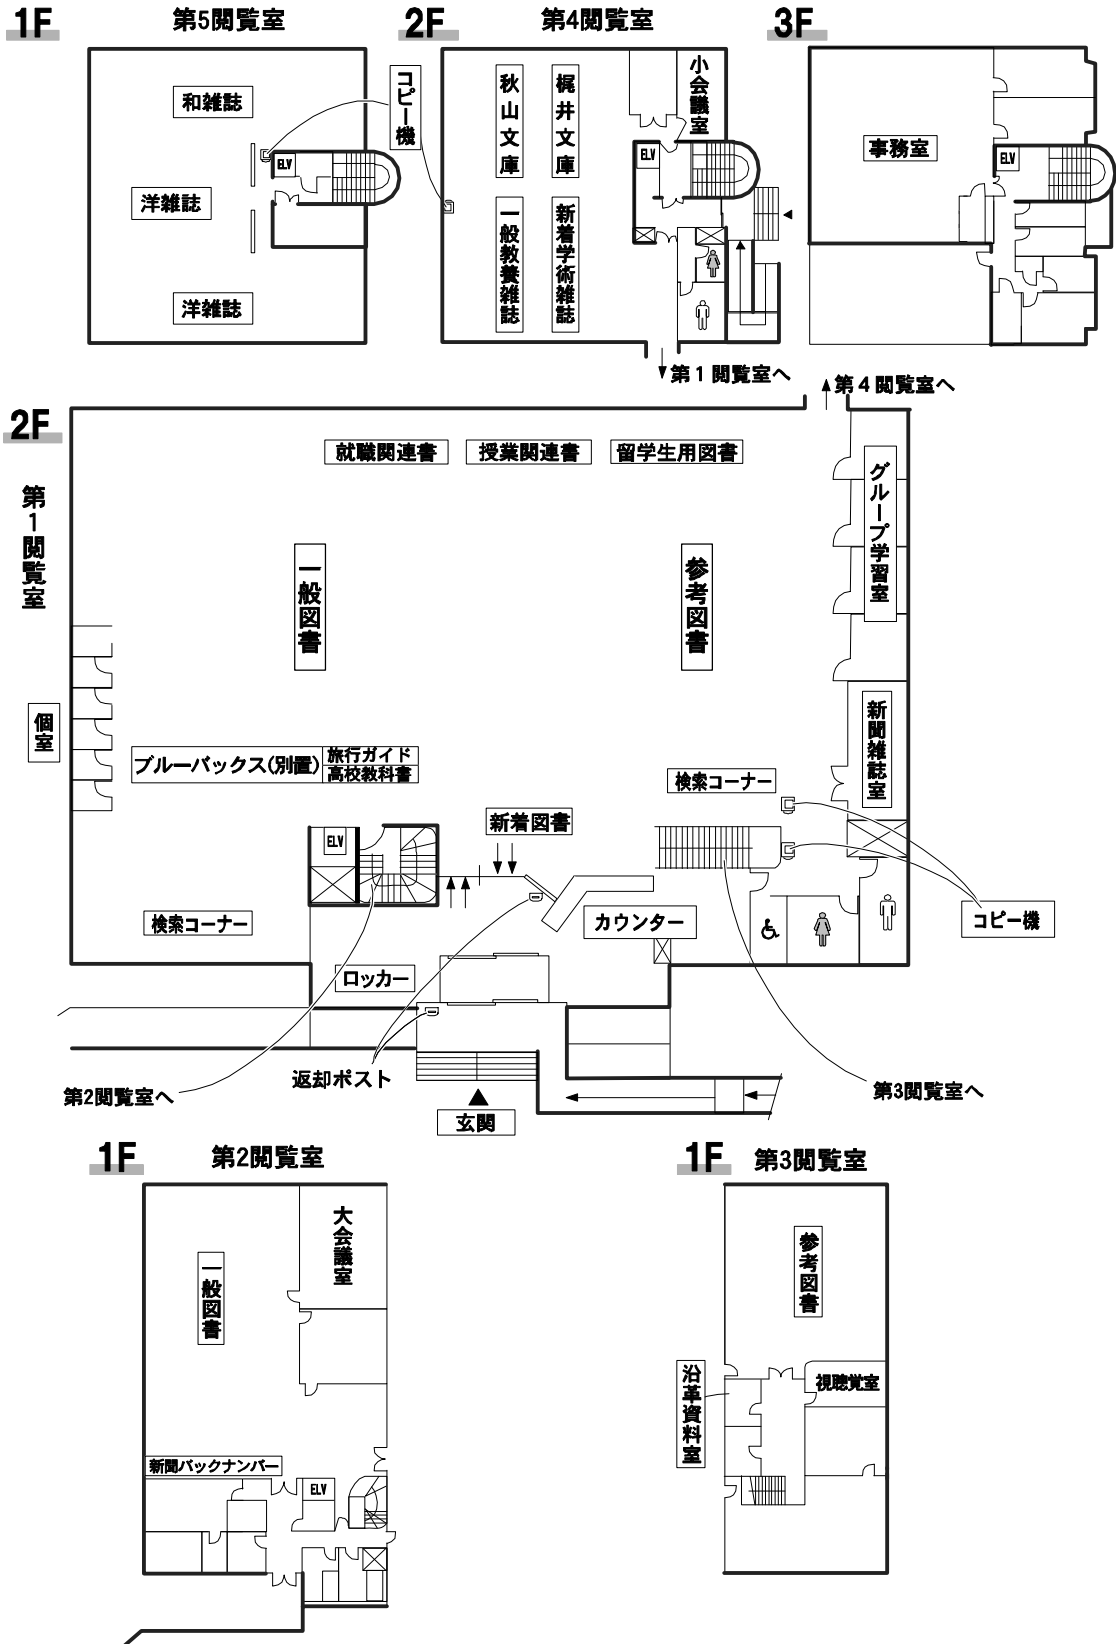 1F
第5閲覧室
和雑誌
洋雑誌
洋雑誌
ELV
コピー機
2F
第4閲覧室
秋山文庫
梶井文庫
小会議室
一般教養雑誌
新着学術雑誌
ELV
第1閲覧室へ
3F
事務室
ELV
第4閲覧室へ
2F
第1閲覧室
就職関連書
授業関連書
留学生用図書
グループ学習室
一般図書
参考図書
個室
新聞雑誌室
ブルーバックス(別置)
旅行ガイド
高校教科書
検索コーナー
新着図書
ELV
検索コーナー
カウンター
コピー機
ロッカー
返却ポスト
第2閲覧室へ
第3閲覧室へ
玄関
1F
第2閲覧室
大会議室
一般図書
新聞バックナンバー
ELV
1F
第3閲覧室
参考図書
沿革資料室
視聴覚室